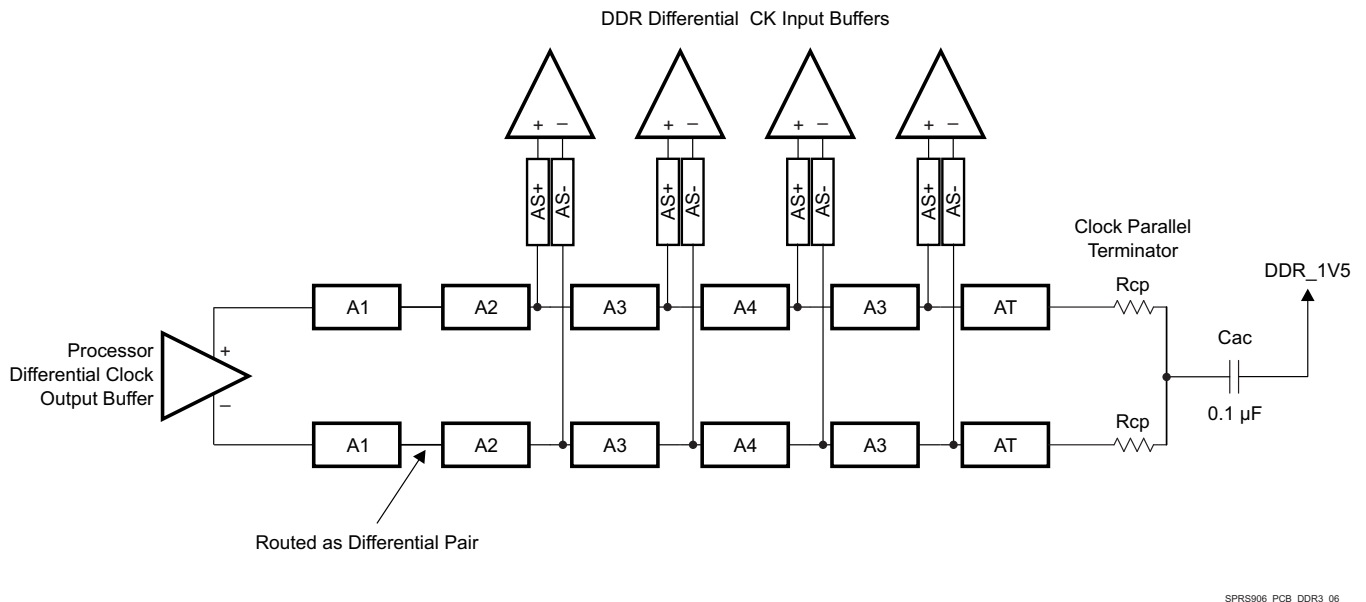 DDR Differential CK Input Buffers
+ – + – + – + –
AS+ AS- AS+ AS- AS+ AS- AS+ AS-
Clock Parallel
Terminator
DDR_1V5
Rcp
A1 A2 A3 A4 A3 AT
Cac
0.1 µF
Processor
Differential Clock
Output Buffer
+
–
Rcp
A1 A2 A3 A4 A3 AT
Routed as Differential Pair
SPRS906_PCB_DDR3_06